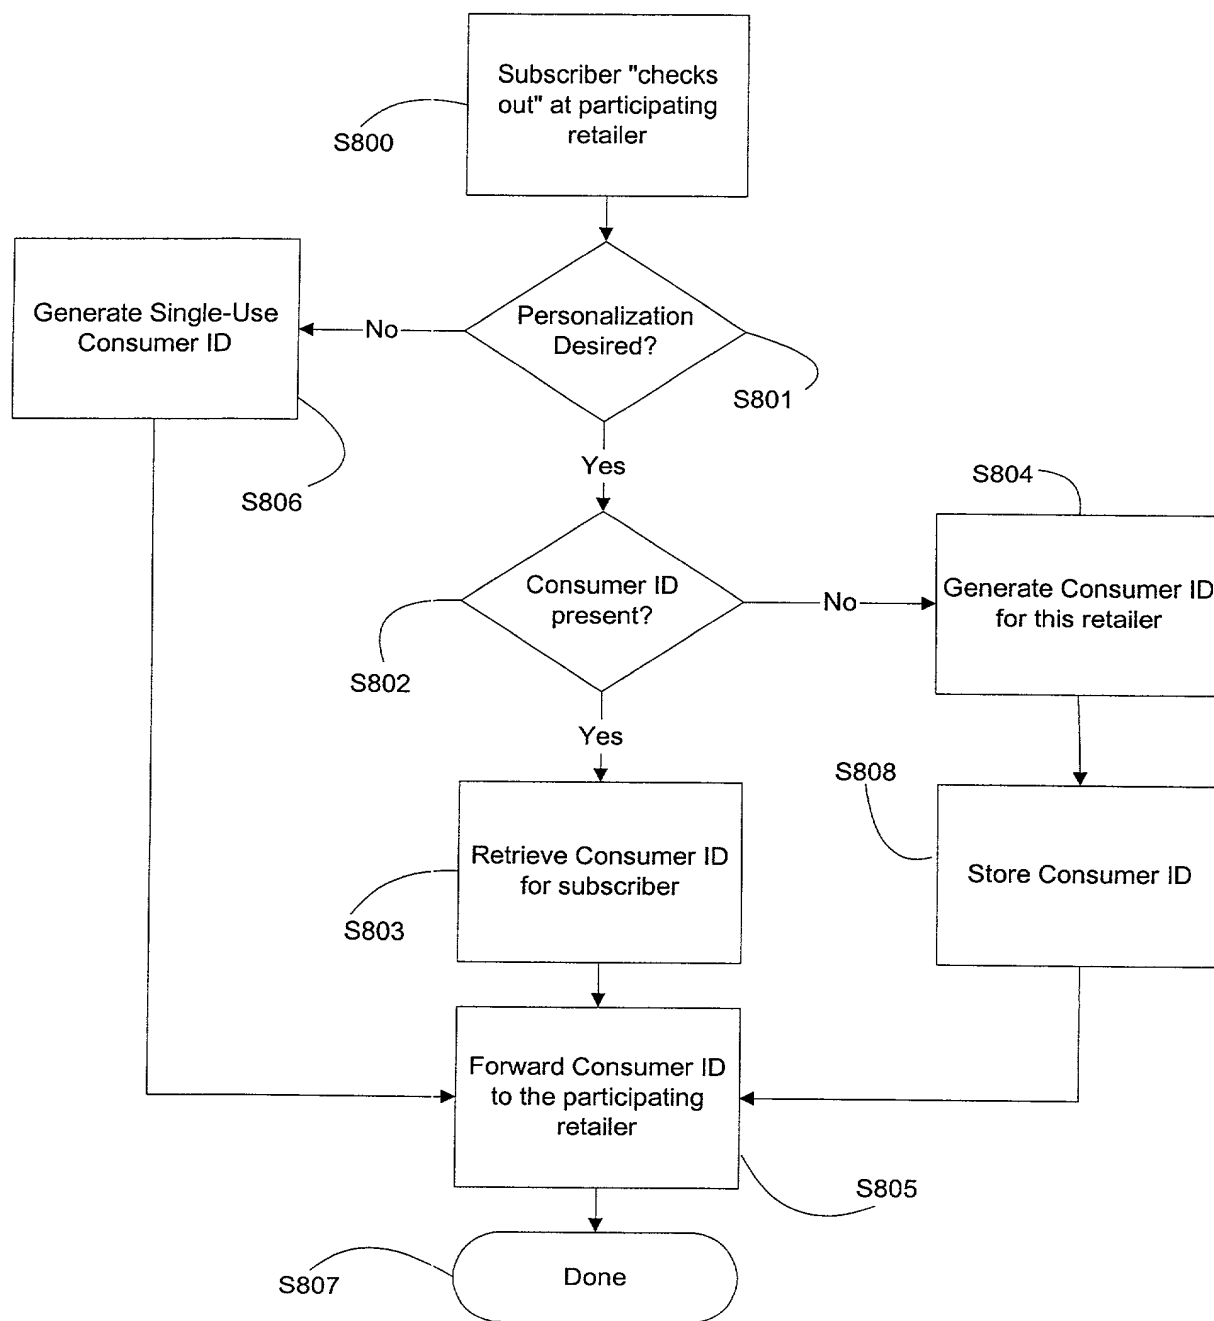 Subscriber "checks
out" at participating
retailer
S800
Personalization
Desired?
S801
No
Generate Single-Use
Consumer ID
S806
Yes
Consumer ID
present?
S802
No
S804
Generate Consumer ID
for this retailer
Yes
S808
Store Consumer ID
Retrieve Consumer ID
for subscriber
S803
Forward Consumer ID
to the participating
retailer
S805
Done
S807